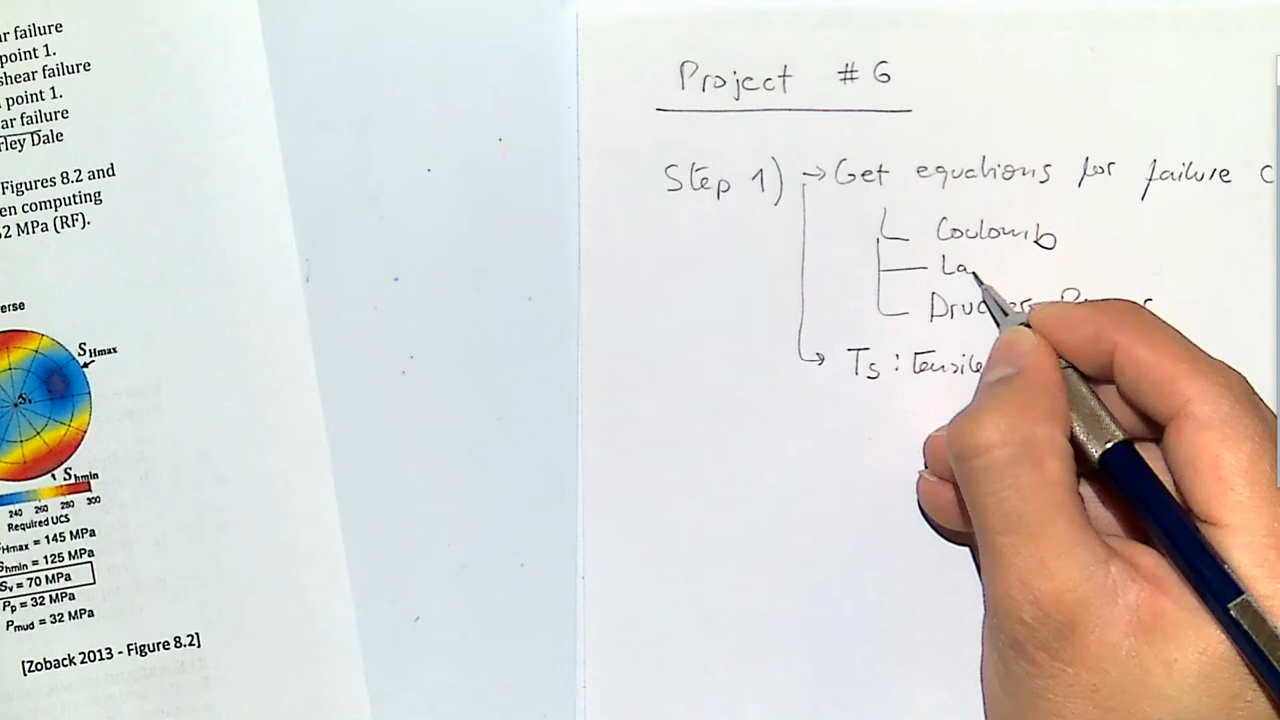 ar failure
point 1.
shear failure
point 1.
ar failure
rley Dale
Figures 8.2 and
en computing
52 MPa (RF).
erse
SHmax
Sv
Shmin
240 260 280 300
Required UCS
Hmax = 145 MPa
Shmin = 125 MPa
Sv = 70 MPa
Pp = 32 MPa
Pmud = 32 MPa
[Zoback 2013 - Figure 8.2]
Project # 6
Step 1) → Get equations for failure c
Coulomb
La
Ts : Tensile